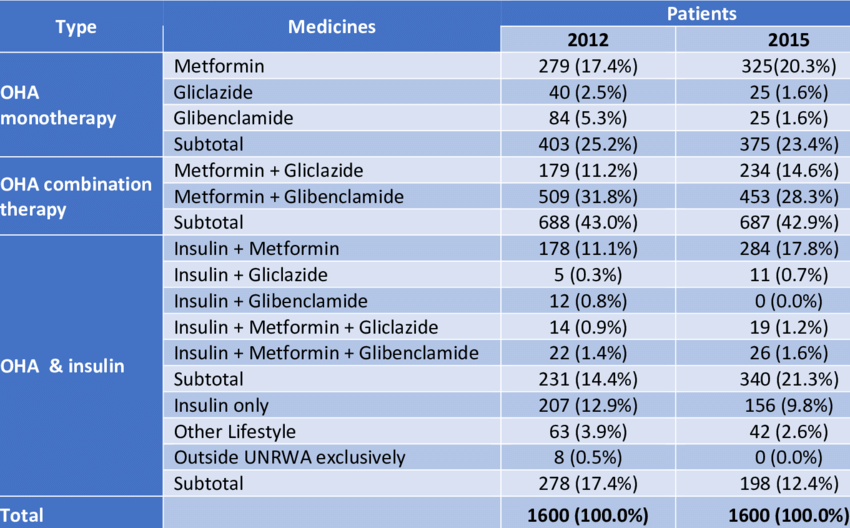 Type Medicines Patients
2012 2015
OHA monotherapy
Metformin 279 (17.4%) 325(20.3%)
Gliclazide 40 (2.5%) 25 (1.6%)
Glibenclamide 84 (5.3%) 25 (1.6%)
Subtotal 403 (25.2%) 375 (23.4%)
OHA combination therapy
Metformin + Gliclazide 179 (11.2%) 234 (14.6%)
Metformin + Glibenclamide 509 (31.8%) 453 (28.3%)
Subtotal 688 (43.0%) 687 (42.9%)
OHA & insulin
Insulin + Metformin 178 (11.1%) 284 (17.8%)
Insulin + Gliclazide 5 (0.3%) 11 (0.7%)
Insulin + Glibenclamide 12 (0.8%) 0 (0.0%)
Insulin + Metformin + Gliclazide 14 (0.9%) 19 (1.2%)
Insulin + Metformin + Glibenclamide 22 (1.4%) 26 (1.6%)
Subtotal 231 (14.4%) 340 (21.3%)
Insulin only 207 (12.9%) 156 (9.8%)
Other Lifestyle 63 (3.9%) 42 (2.6%)
Outside UNRWA exclusively 8 (0.5%) 0 (0.0%)
Subtotal 278 (17.4%) 198 (12.4%)
Total 1600 (100.0%) 1600 (100.0%)